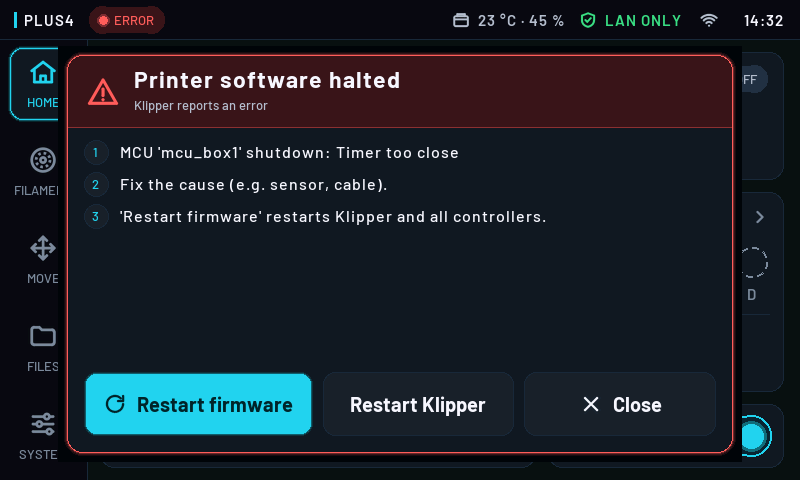 PLUS4
ERROR
23 °C · 45 %
LAN ONLY
14:32
HOME
FILAME
MOVE
FILES
SYSTE
Printer software halted
Klipper reports an error
1 MCU 'mcu_box1' shutdown: Timer too close
2 Fix the cause (e.g. sensor, cable).
3 'Restart firmware' restarts Klipper and all controllers.
Restart firmware
Restart Klipper
Close
FF
D